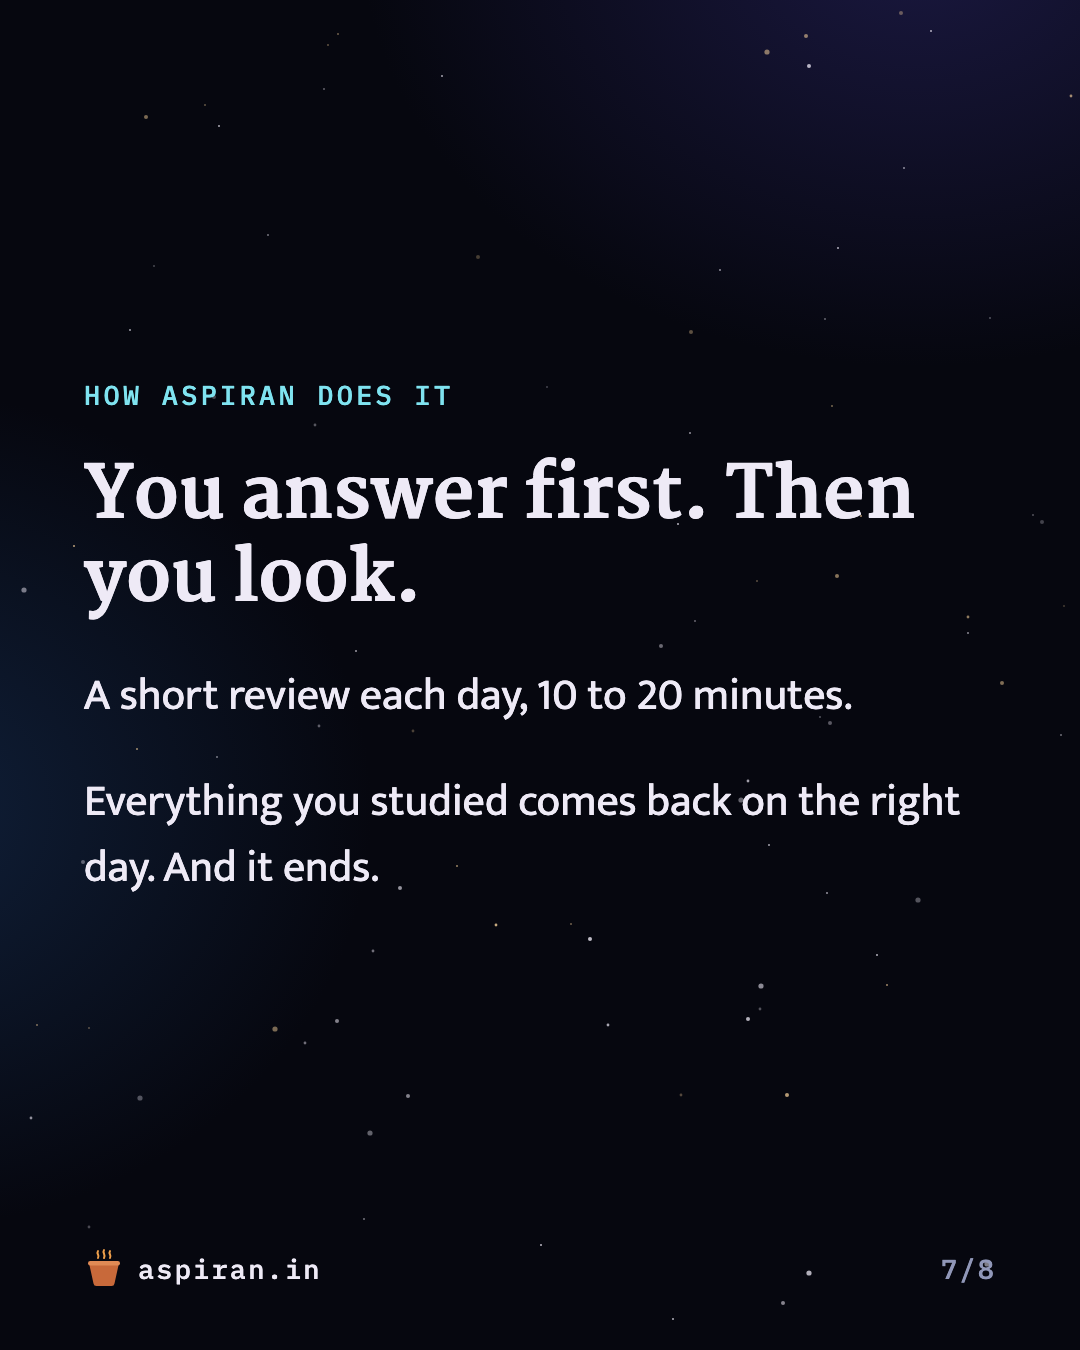 HOW ASPIRAN DOES IT
You answer first. Then
you look.
A short review each day, 10 to 20 minutes.
Everything you studied comes back on the right
day. And it ends.
aspiran.in
7/8